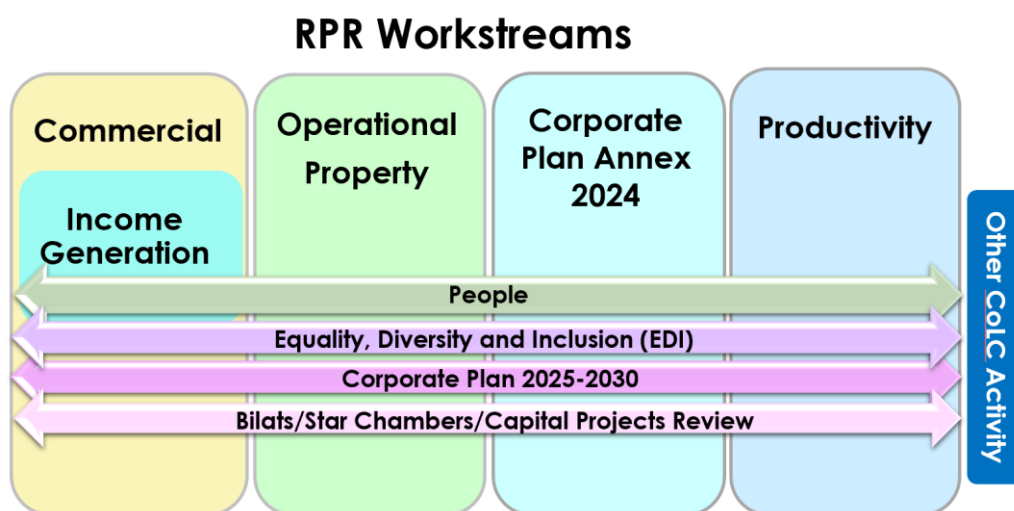 RPR Workstreams
Commercial
Income
Generation
Operational
Property
Corporate
Plan Annex
2024
Productivity
People
Equality, Diversity and Inclusion (EDI)
Corporate Plan 2025-2030
Bilats/Star Chambers/Capital Projects Review
Other CoLC Activity